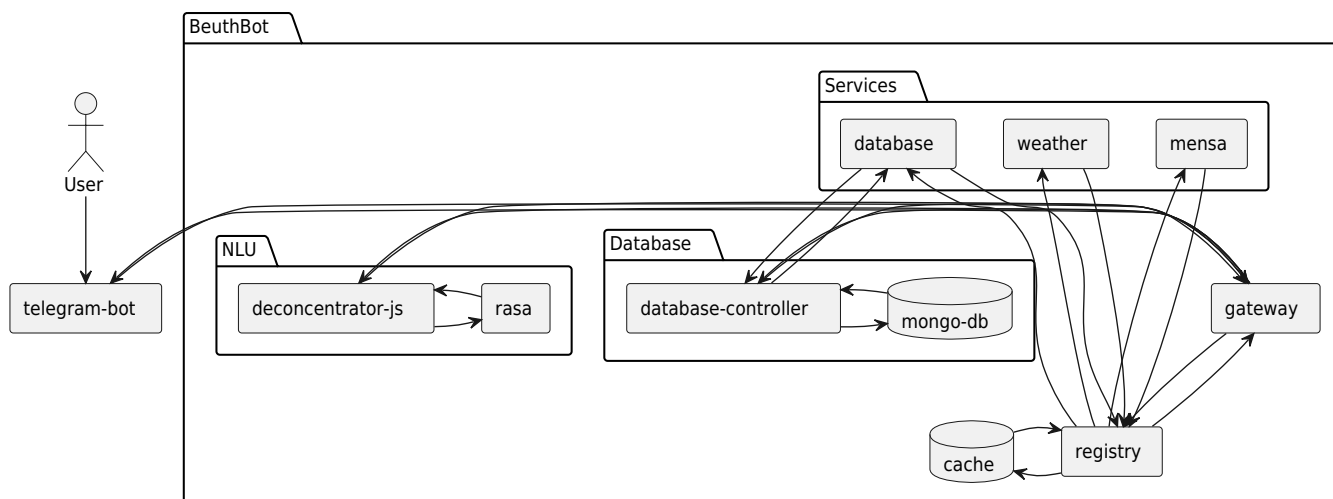 BeuthBot
Services
database
weather
mensa
User
NLU
Database
telegram-bot
deconcentrator-js
rasa
database-controller
mongo-db
gateway
cache
registry